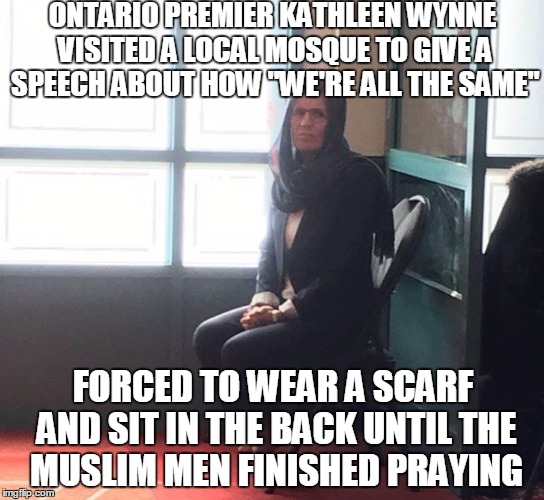 ONTARIO PREMIER KATHLEEN WYNNE
VISITED A LOCAL MOSQUE TO GIVE A
SPEECH ABOUT HOW "WE'RE ALL THE SAME"
FORCED TO WEAR A SCARF
AND SIT IN THE BACK UNTIL THE
MUSLIM MEN FINISHED PRAYING
imgflip.com